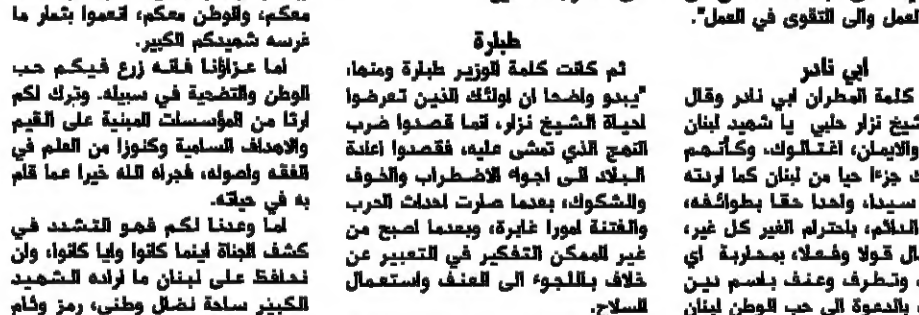 العمل والى التقوى في العمل".
ابي نادر
كلمة المطران ابي نادر وقال
شيخ نزار حلبي يا شهيد لبنان
والايمان، اغتالوك، وكأنهم
جزءا حيا من لبنان كما اردته
سيدا، واحدا حقا بطوائفه،
الدائم، باحترام الغير كل غير،
قولا وفعلا، بمحاربة اي
وتطرف وعنف باسم دين
بالدعوة الى حب الوطن لبنان
طبارة
ثم كانت كلمة الوزير طبارة ومنها،
"يبدو واضحا ان اولئك الذين تعرضوا
لحياة الشيخ نزار، انما قصدوا ضرب
النهج الذي تمشى عليه، فقصدوا اعادة
البلاد الى اجواء الاضطراب والخوف
والشكوك، بعدما صارت احداث الحرب
والفتنة امورا غابرة، وبعدما اصبح من
غير الممكن التفكير في التعبير عن
خلاف باللجوء الى العنف واستعمال
السلاح.
معكم، والوطن معكم، انعموا بثمار ما
غرسه شهيدكم الكبير.
اما عزاؤنا فانه زرع فيكم حب
الوطن والتضحية في سبيله. وترك لكم
ارثا من المؤسسات المبنية على القيم
والاهداف السامية وكنوزا من العلم في
الفقه واصوله، فجزاه الله خيرا عما قام
به في حياته.
اما وعدنا لكم فهو التشدد في
كشف الجناة اينما كانوا وايا كانوا، وان
نحافظ على لبنان ما اراده الشهيد
الكبير ساحة نضال وطني، رمز وئام